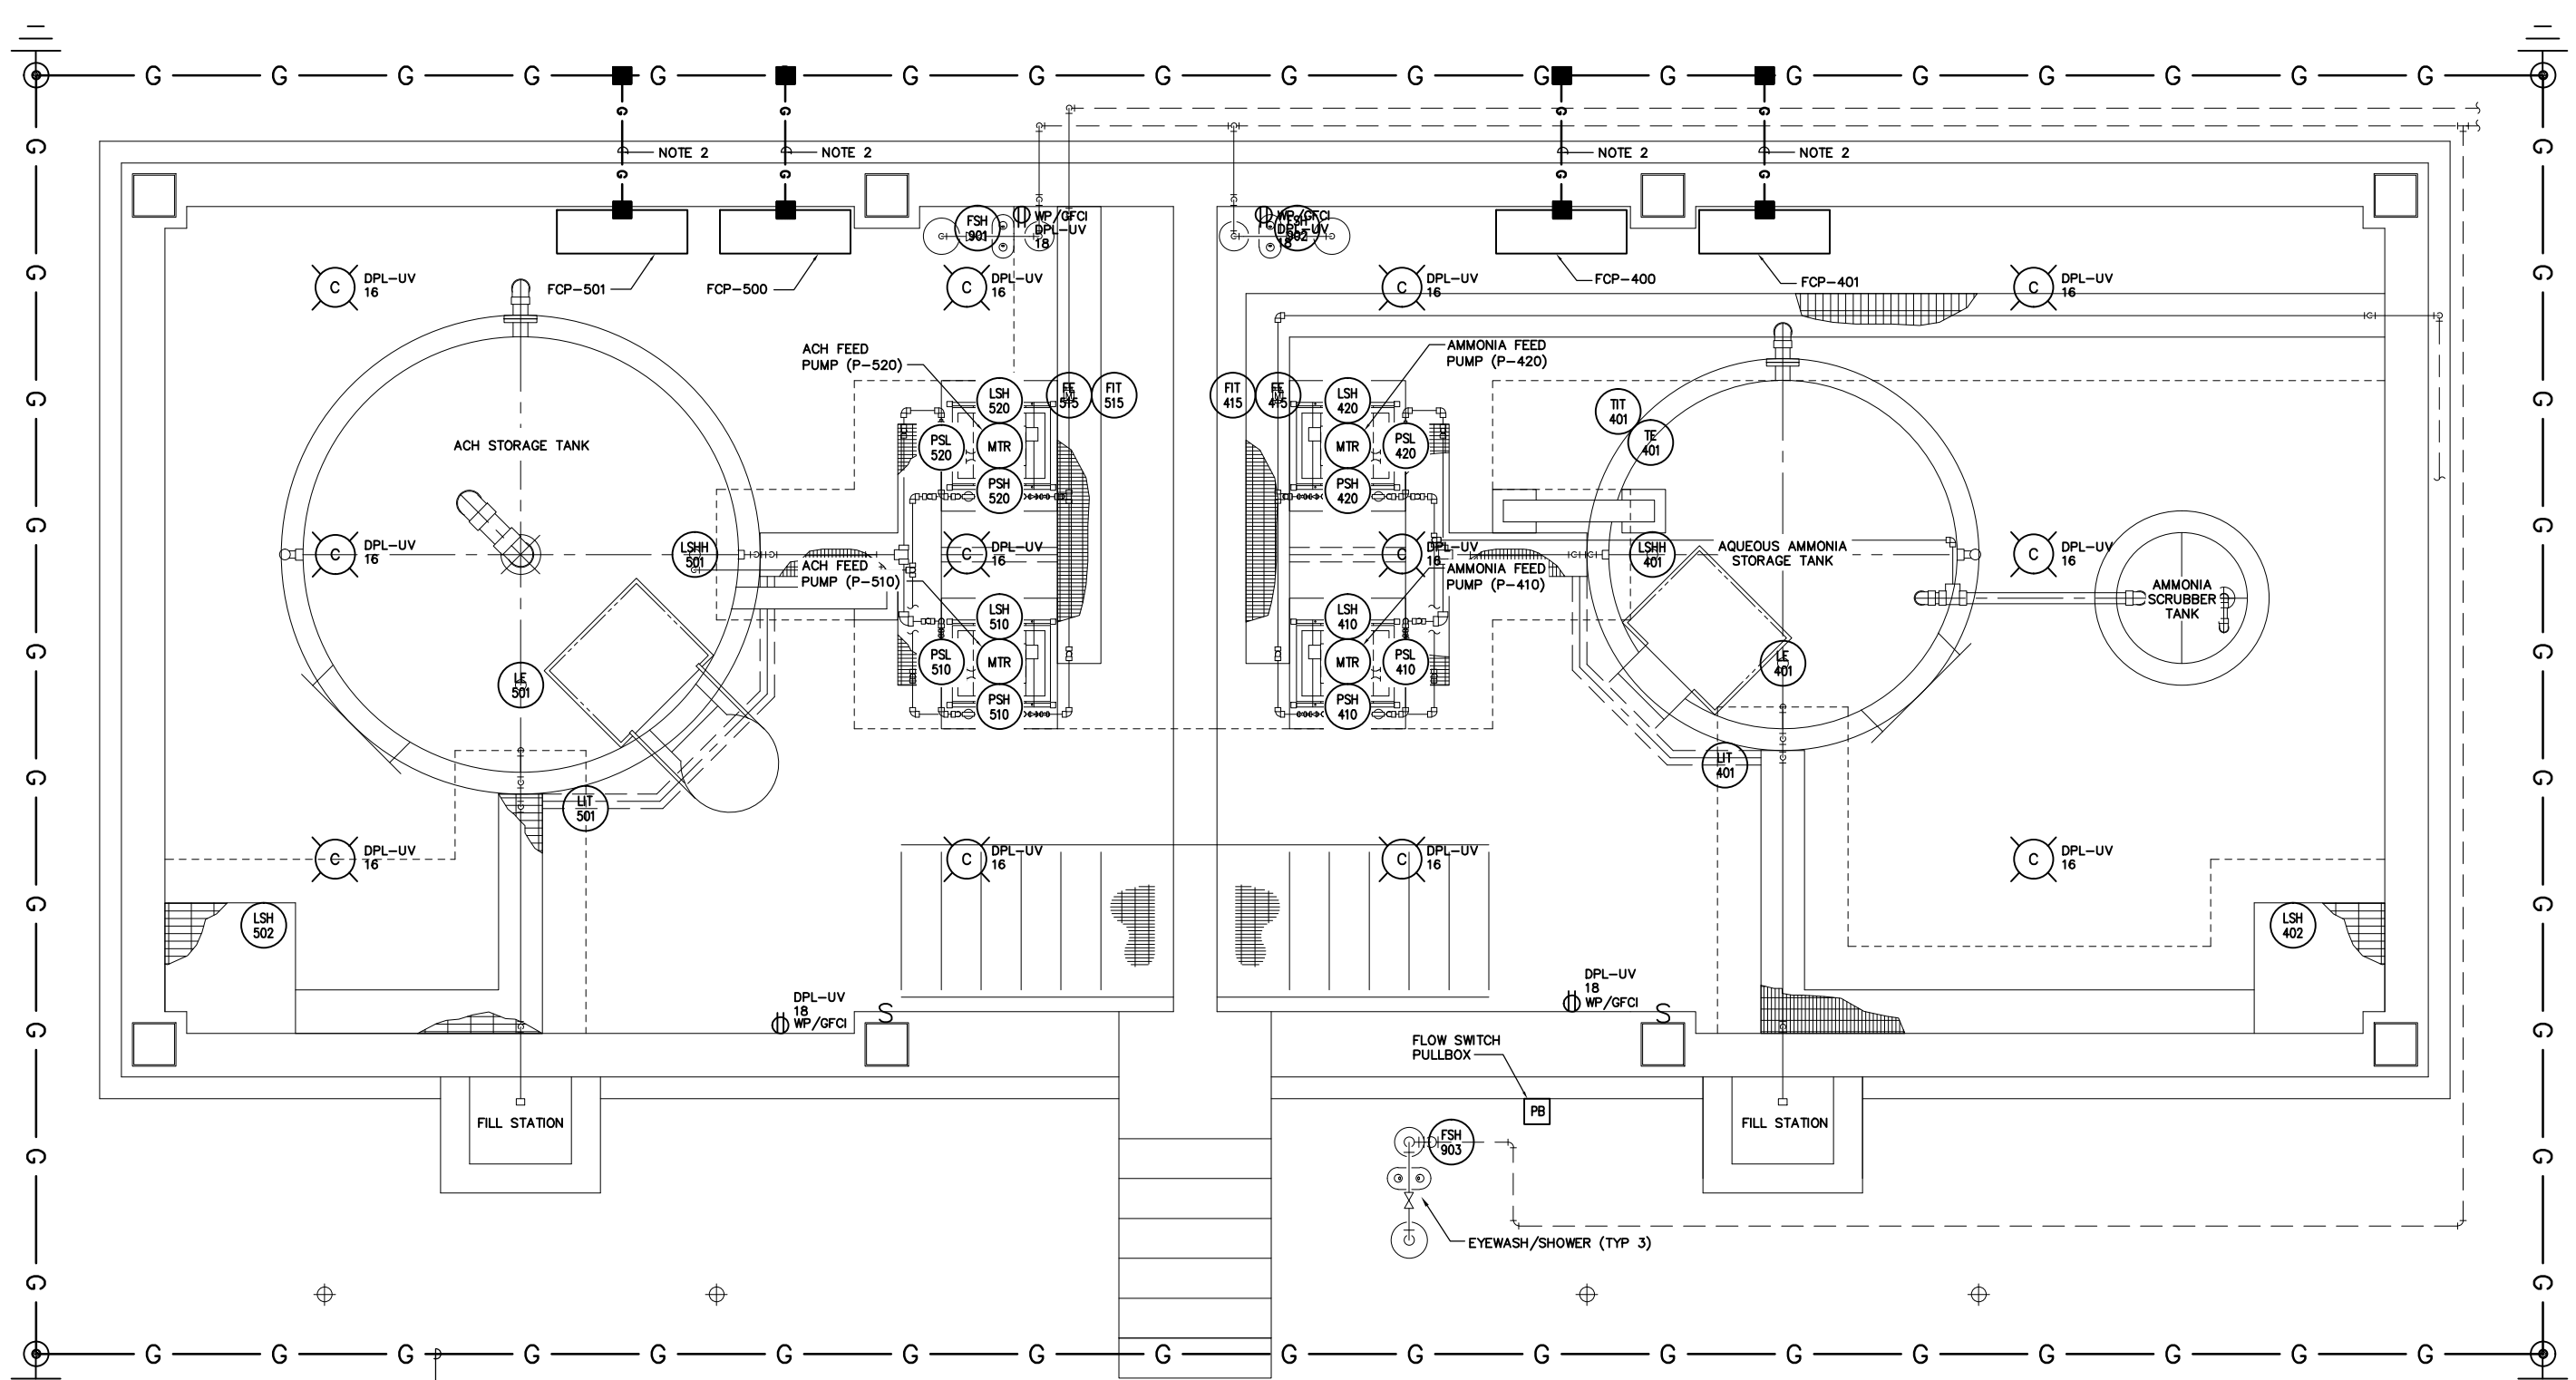 G G G G G G G G G G G G G G G G G G G
G G G G
NOTE 2
NOTE 2
NOTE 2
NOTE 2
G G G G
FSH
901
WP/GFCI
DPL-UV
18
WP/GFCI
DPL-UV
18
FSH
902
FCP-501
FCP-500
FCP-400
FCP-401
C
DPL-UV
16
C
DPL-UV
16
C
DPL-UV
16
C
DPL-UV
16
ACH FEED
PUMP (P-520)
AMMONIA FEED
PUMP (P-420)
LSH
520
FE
515
FIT
515
FIT
415
FE
415
LSH
420
TIT
401
TE
401
ACH STORAGE TANK
PSL
520
MTR
MTR
PSL
420
PSH
520
PSH
420
C
DPL-UV
16
LSHH
501
ACH FEED
PUMP (P-510)
C
DPL-UV
16
C
DPL-UV
16
AMMONIA FEED
PUMP (P-410)
LSHH
401
AQUEOUS AMMONIA
STORAGE TANK
C
DPL-UV
16
AMMONIA
SCRUBBER
TANK
LSH
510
LSH
410
PSL
510
MTR
MTR
PSL
410
LE
501
LE
401
PSH
510
PSH
410
LIT
501
LIT
401
C
DPL-UV
16
C
DPL-UV
16
C
DPL-UV
16
C
DPL-UV
16
LSH
502
LSH
402
DPL-UV
18
WP/GFCI
S
DPL-UV
18
WP/GFCI
S
FLOW SWITCH
PULLBOX
PB
FILL STATION
FILL STATION
FSH
903
EYEWASH/SHOWER (TYP 3)
G G G G G G G G G G
G G G G G G G G G G
G G G G G G G G G G G G G G G G G G G